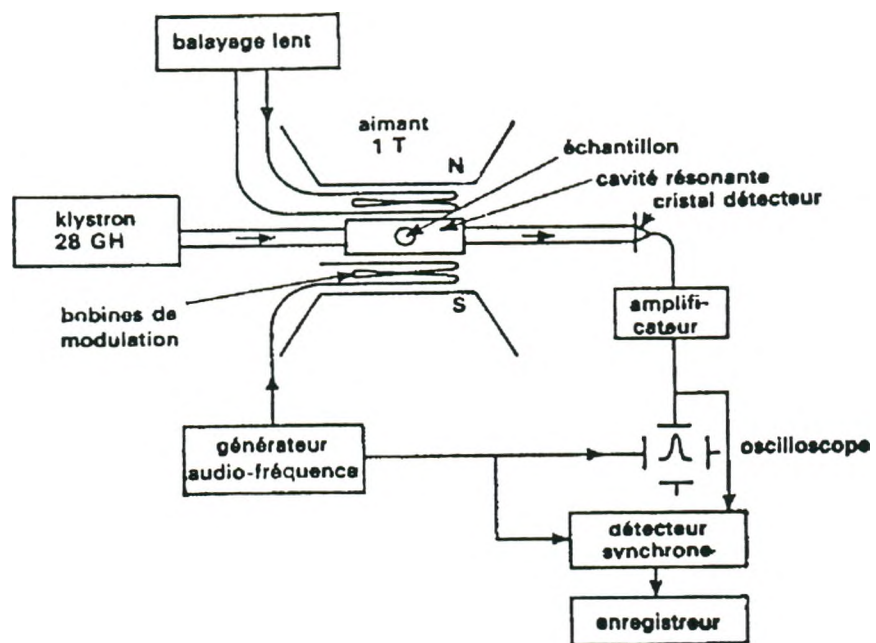 balayage lent
aimant
1 T
N
échantillon
cavité résonante
cristal détecteur
klystron
28 GH
S
bobines de
modulation
amplifi-
cateur
générateur
audio-fréquence
oscilloscope
détecteur
synchrone
enregistreur